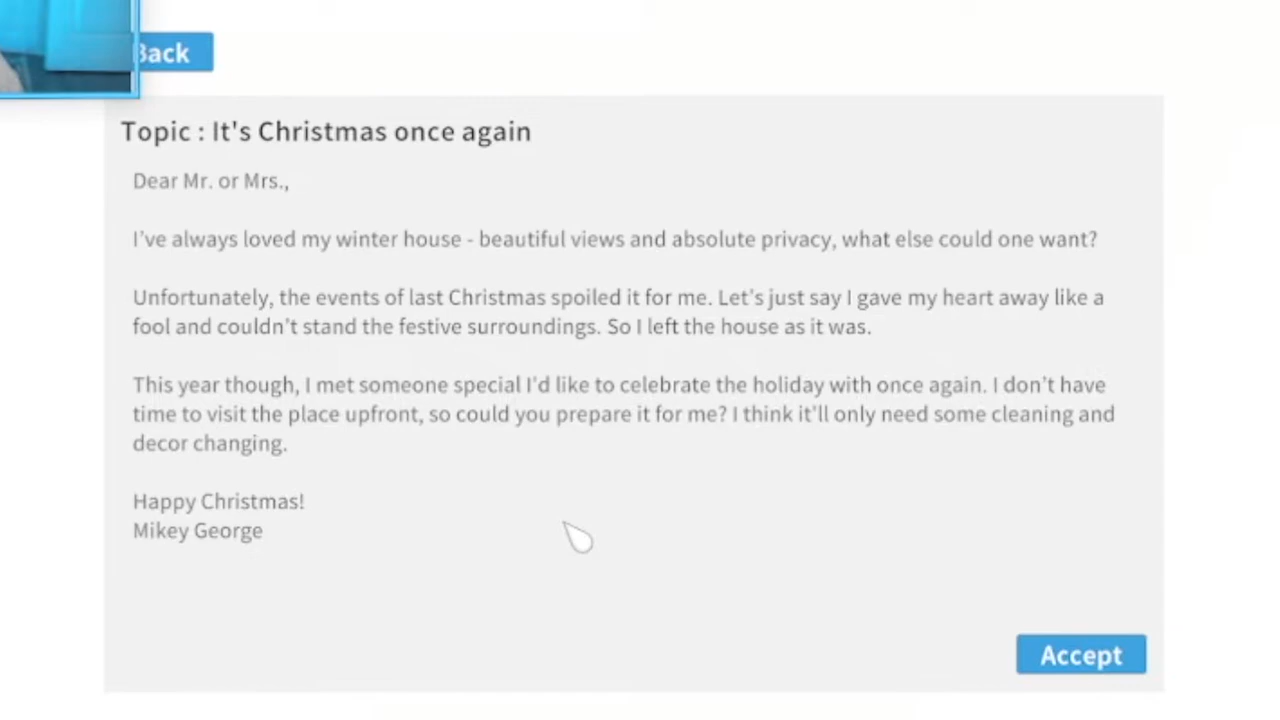 Back
Topic : It's Christmas once again
Dear Mr. or Mrs.,
I've always loved my winter house - beautiful views and absolute privacy, what else could one want?
Unfortunately, the events of last Christmas spoiled it for me. Let's just say I gave my heart away like a
fool and couldn't stand the festive surroundings. So I left the house as it was.
This year though, I met someone special I'd like to celebrate the holiday with once again. I don't have
time to visit the place upfront, so could you prepare it for me? I think it'll only need some cleaning and
decor changing.
Happy Christmas!
Mikey George
Accept